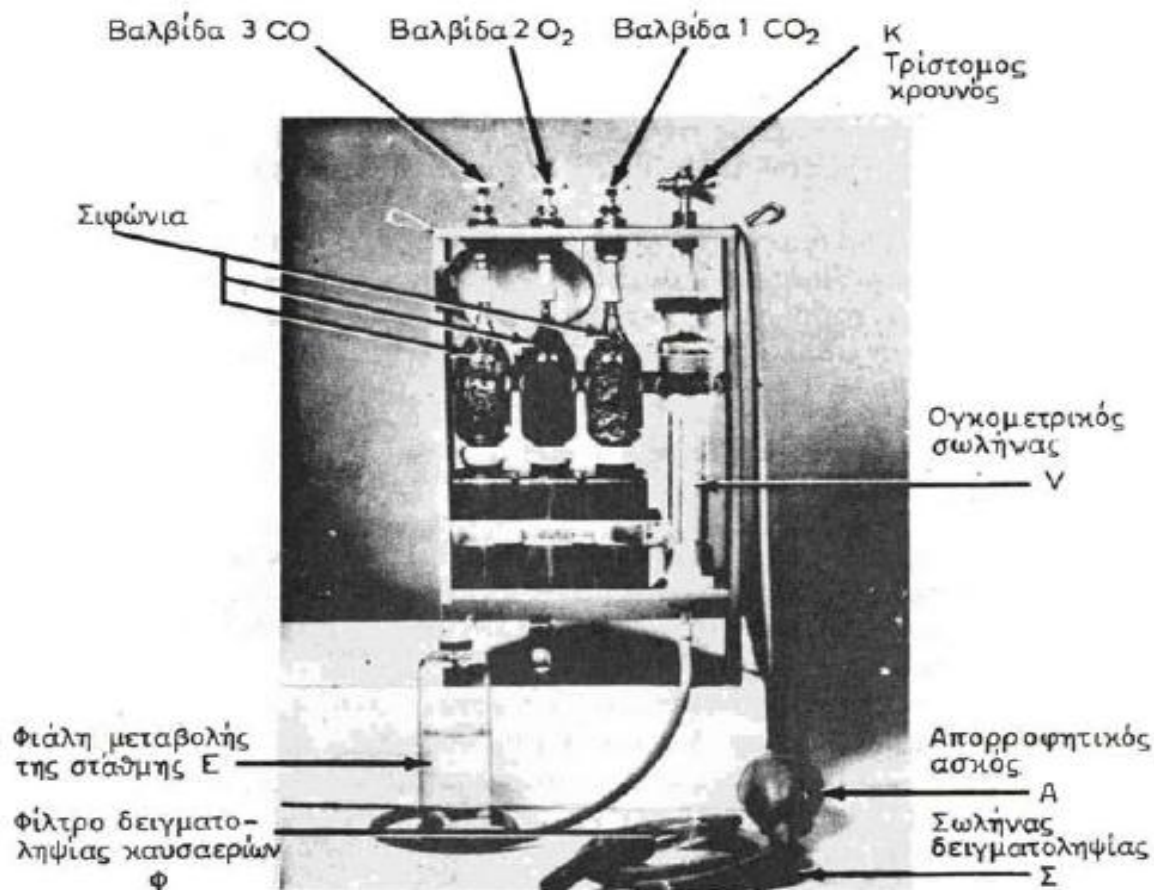 Βαλβίδα 3 CO
Βαλβίδα 2 O₂
Βαλβίδα 1 CO₂
Κ
Τρίστομος
κρουνός
Σιφώνια
Ογκομετρικός
σωλήνας
V
Φιάλη μεταβολής
της στάθμης Ε
Απορροφητικός
ασκός
Α
Φίλτρο δειγματο-
ληψίας καυσαερίων
Φ
Σωλήνας
δειγματοληψίας
Σ